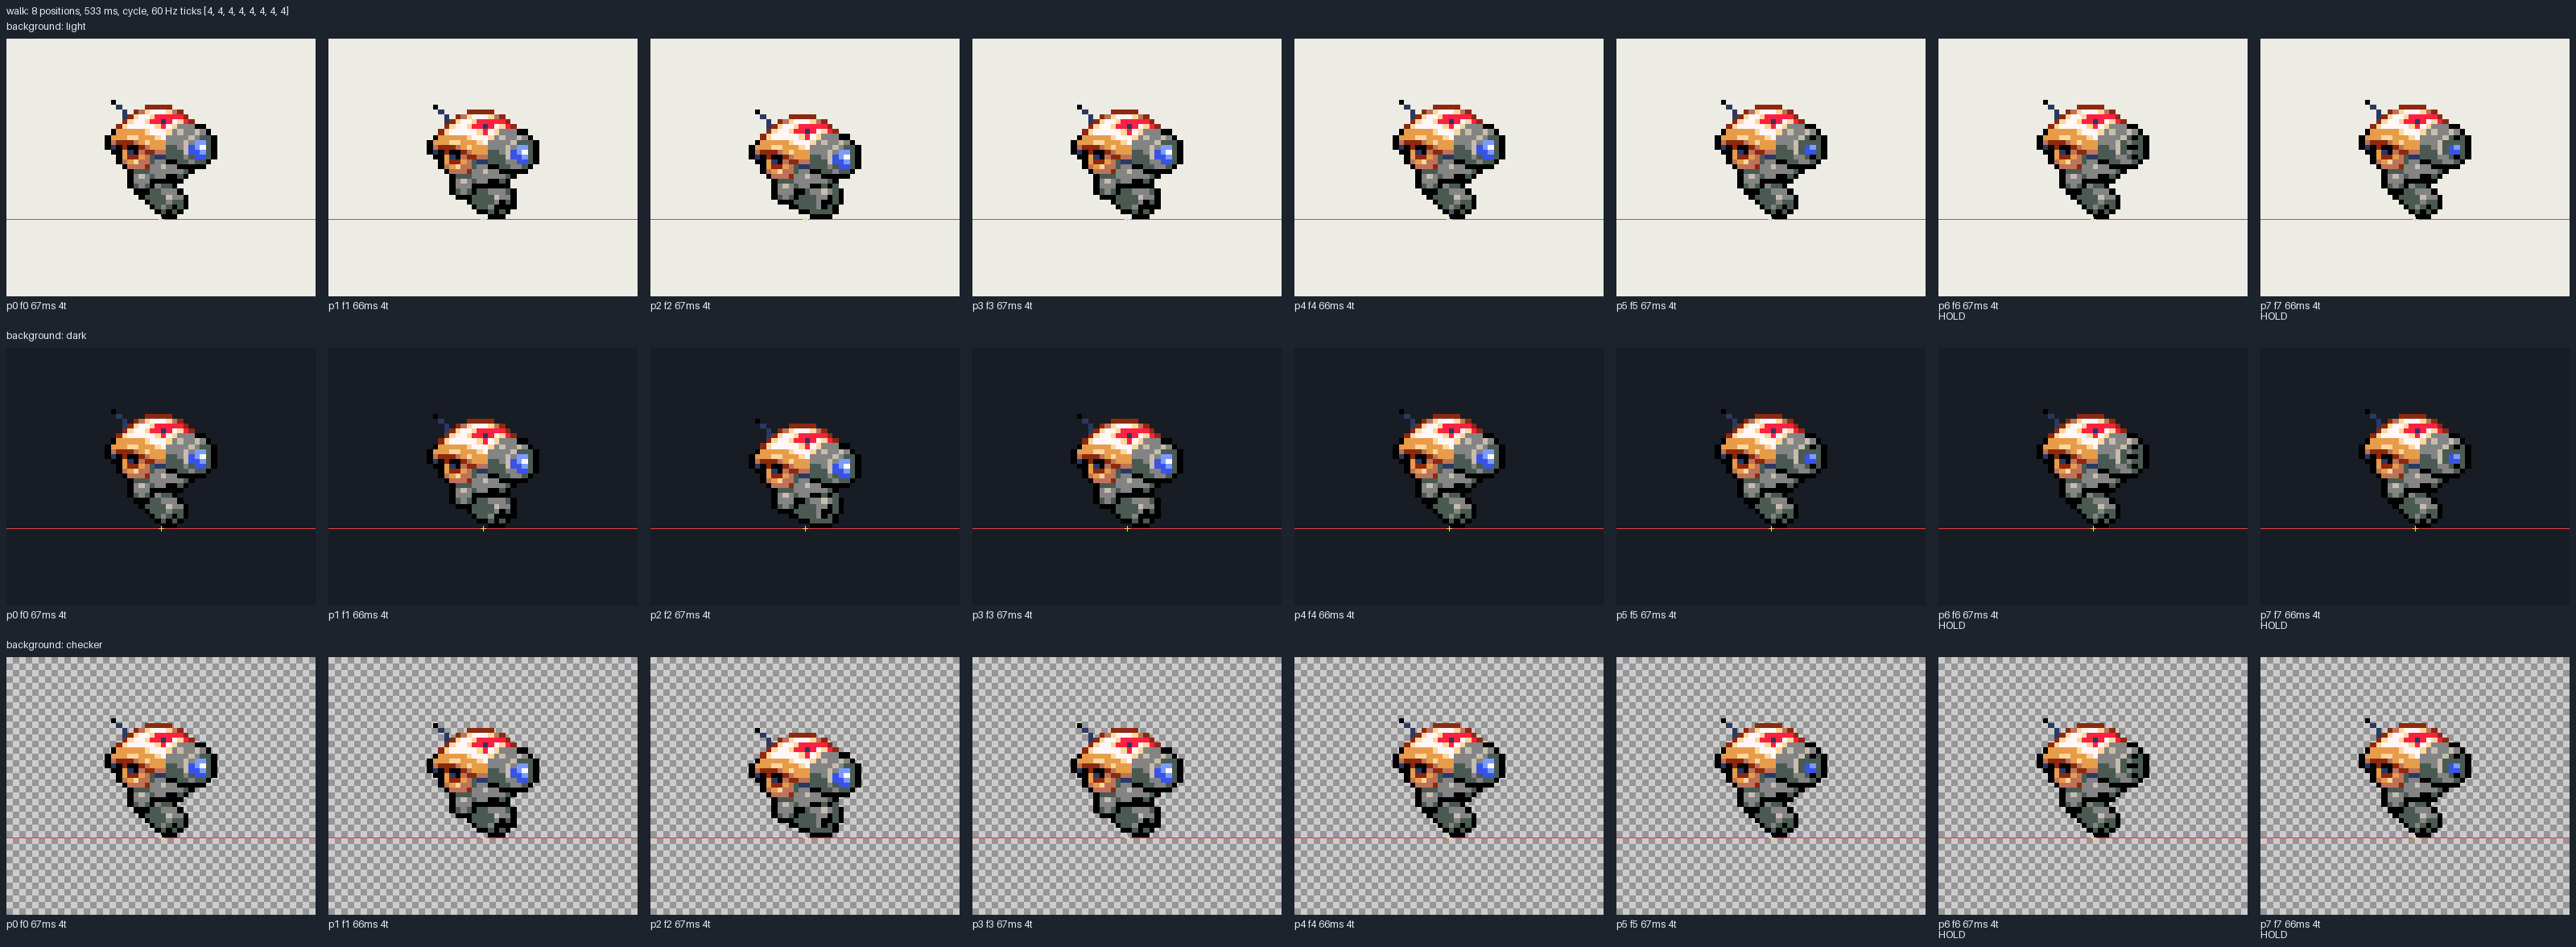 walk: 8 positions, 533 ms, cycle, 60 Hz ticks [4, 4, 4, 4, 4, 4, 4, 4]
background: light
p0 f0 67ms 4t
p1 f1 66ms 4t
p2 f2 67ms 4t
p3 f3 67ms 4t
p4 f4 66ms 4t
p5 f5 67ms 4t
p6 f6 67ms 4t
HOLD
p7 f7 66ms 4t
HOLD
background: dark
p0 f0 67ms 4t
p1 f1 66ms 4t
p2 f2 67ms 4t
p3 f3 67ms 4t
p4 f4 66ms 4t
p5 f5 67ms 4t
p6 f6 67ms 4t
HOLD
p7 f7 66ms 4t
HOLD
background: checker
p0 f0 67ms 4t
p1 f1 66ms 4t
p2 f2 67ms 4t
p3 f3 67ms 4t
p4 f4 66ms 4t
p5 f5 67ms 4t
p6 f6 67ms 4t
HOLD
p7 f7 66ms 4t
HOLD